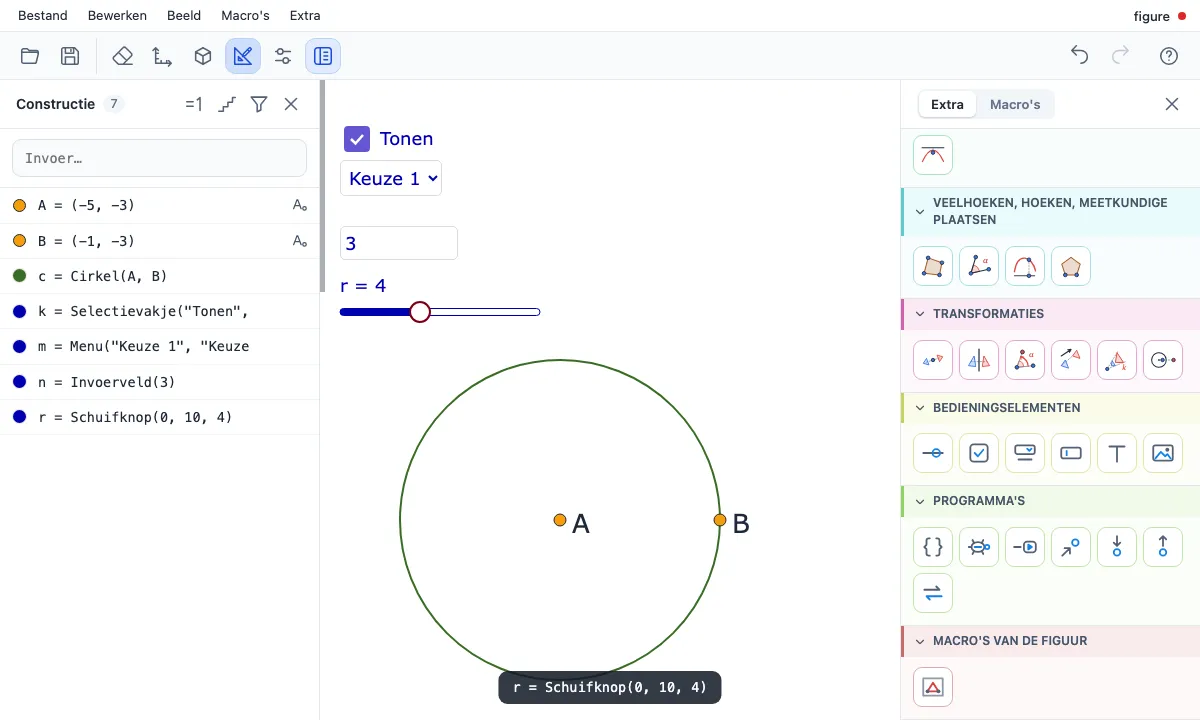 Bestand Bewerken Beeld Macro's Extra
figure
Constructie 7
=1
Invoer…
A = (−5, −3)
B = (−1, −3)
c = Cirkel(A, B)
k = Selectievakje("Tonen",
m = Menu("Keuze 1", "Keuze
n = Invoerveld(3)
r = Schuifknop(0, 10, 4)
Tonen
Keuze 1
3
r = 4
A
B
r = Schuifknop(0, 10, 4)
Extra Macro's
VEELHOEKEN, HOEKEN, MEETKUNDIGE
PLAATSEN
TRANSFORMATIES
BEDIENINGSELEMENTEN
PROGRAMMA'S
MACRO'S VAN DE FIGUUR